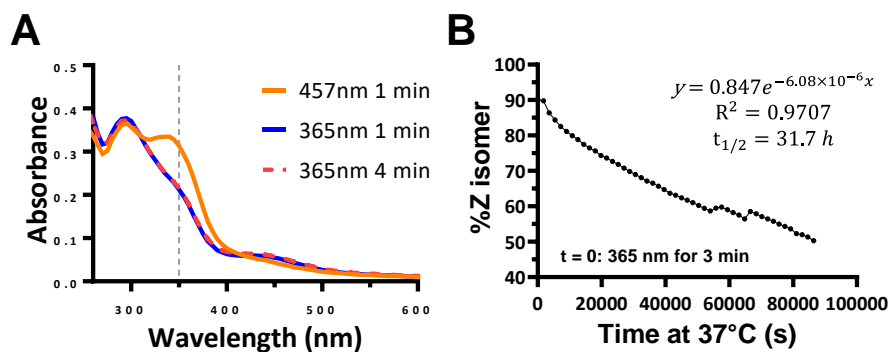 A
0.5
0.4
0.3
0.2
0.1
0.0
Absorbance
457nm 1 min
365nm 1 min
365nm 4 min
300
400
500
600
Wavelength (nm)
B
100
90
80
70
60
50
40
%Z isomer
y = 0.847e^{−6.08×10^{−6}x}
R² = 0.9707
t₁/₂ = 31.7 h
t = 0: 365 nm for 3 min
0
20000
40000
60000
80000
100000
Time at 37°C (s)